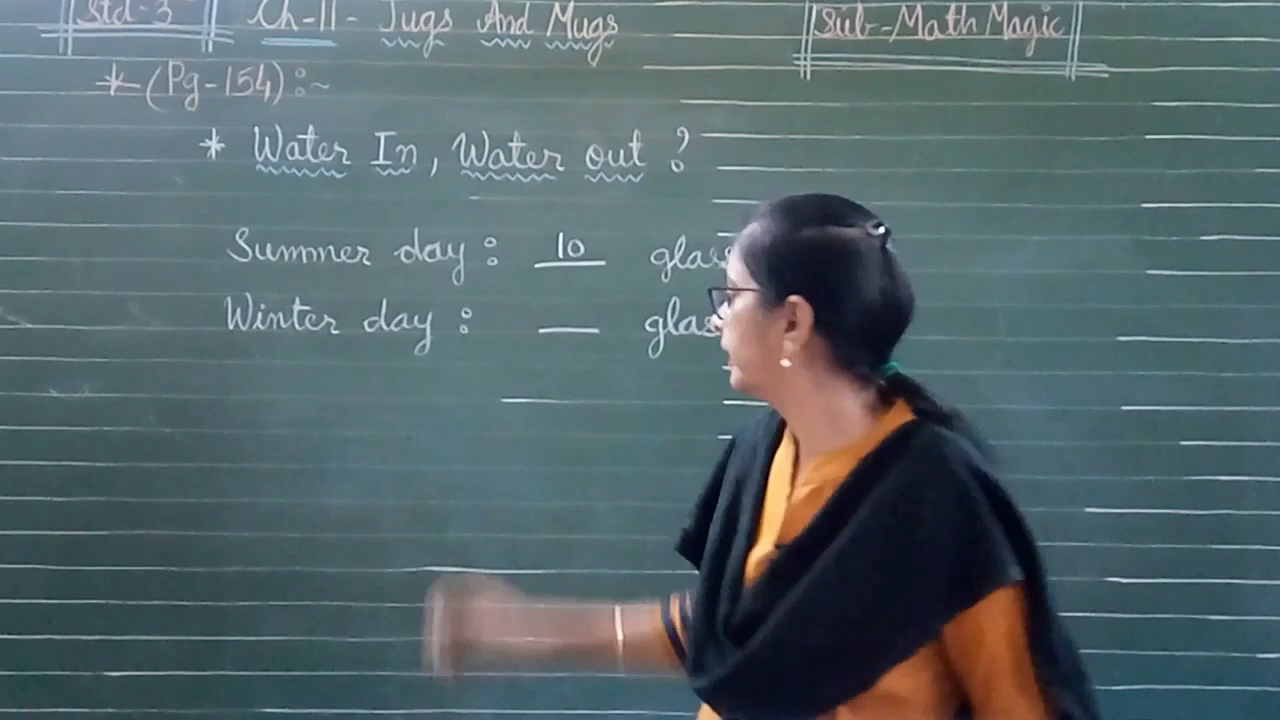 Std-3 Ch-11- Jugs And Mugs Sub-Math Magic
* (Pg-154):~
* Water In, Water out ?
Summer day : 10
Winter day : __